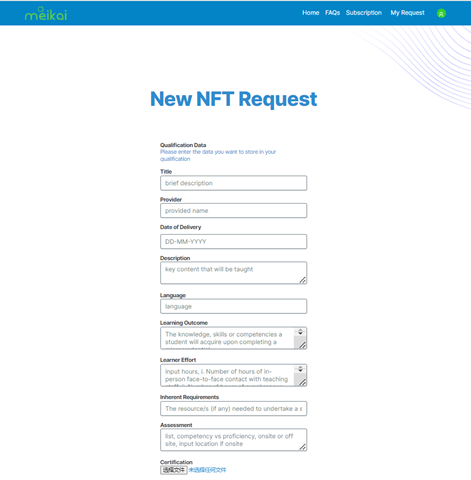 meikai
Home FAQs Subscription My Request
New NFT Request
Qualification Data
Please enter the data you want to store in your
qualification
Title
brief description
Provider
provided name
Date of Delivery
DD-MM-YYYY
Description
key content that will be taught
Language
language
Learning Outcome
The knowledge, skills or competencies a
student will acquire upon completing a
Learner Effort
input hours, i. Number of hours of in-
person face-to-face contact with teaching
Inherent Requirements
The resource/s (if any) needed to undertake a
Assessment
list, competency vs proficiency, onsite or off
site, input location if onsite
Certification
选择文件 未选择任何文件